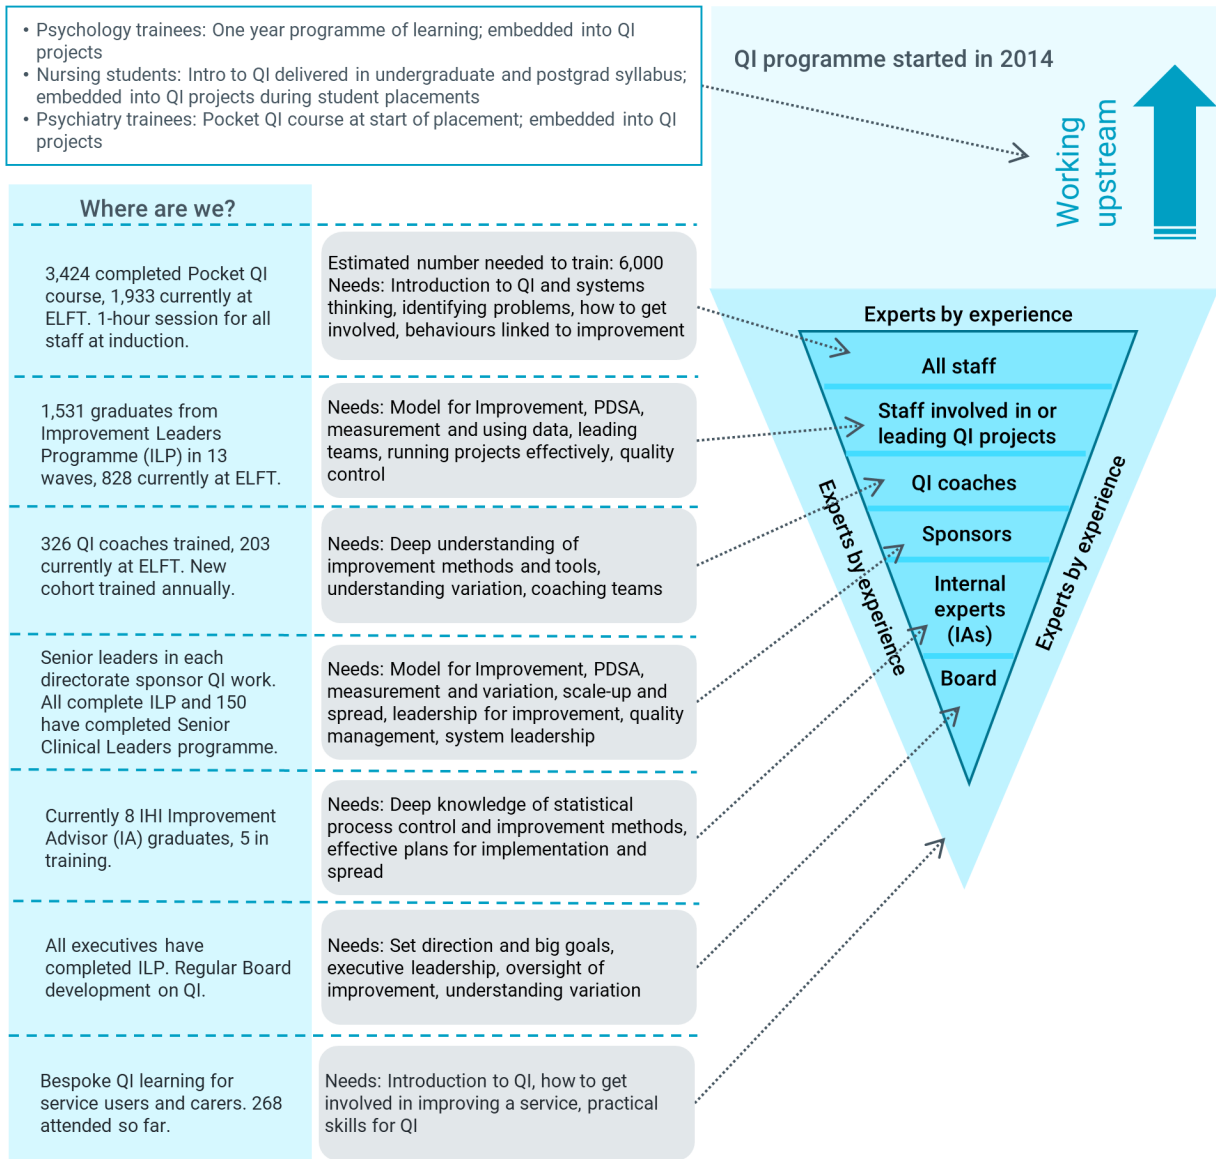 • Psychology trainees: One year programme of learning; embedded into QI
projects
• Nursing students: Intro to QI delivered in undergraduate and postgrad syllabus;
embedded into QI projects during student placements
• Psychiatry trainees: Pocket QI course at start of placement; embedded into QI
projects
QI programme started in 2014
Working
upstream
Where are we?
3,424 completed Pocket QI
course, 1,933 currently at
ELFT. 1-hour session for all
staff at induction.
Estimated number needed to train: 6,000
Needs: Introduction to QI and systems
thinking, identifying problems, how to get
involved, behaviours linked to improvement
1,531 graduates from
Improvement Leaders
Programme (ILP) in 13
waves, 828 currently at ELFT.
Needs: Model for Improvement, PDSA,
measurement and using data, leading
teams, running projects effectively, quality
control
326 QI coaches trained, 203
currently at ELFT. New
cohort trained annually.
Needs: Deep understanding of
improvement methods and tools,
understanding variation, coaching teams
Senior leaders in each
directorate sponsor QI work.
All complete ILP and 150
have completed Senior
Clinical Leaders programme.
Needs: Model for Improvement, PDSA,
measurement and variation, scale-up and
spread, leadership for improvement, quality
management, system leadership
Currently 8 IHI Improvement
Advisor (IA) graduates, 5 in
training.
Needs: Deep knowledge of statistical
process control and improvement methods,
effective plans for implementation and
spread
All executives have
completed ILP. Regular Board
development on QI.
Needs: Set direction and big goals,
executive leadership, oversight of
improvement, understanding variation
Bespoke QI learning for
service users and carers. 268
attended so far.
Needs: Introduction to QI, how to get
involved in improving a service, practical
skills for QI
Experts by experience
All staff
Staff involved in or
leading QI projects
QI coaches
Sponsors
Internal
experts
(IAs)
Board
Experts by experience
Experts by experience